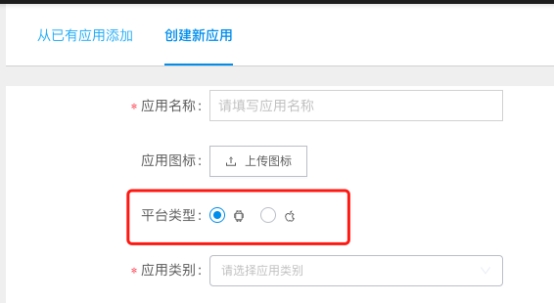 从已有应用添加 创建新应用
* 应用名称： 请填写应用名称
应用图标： 上传图标
平台类型：
* 应用类别： 请选择应用类别